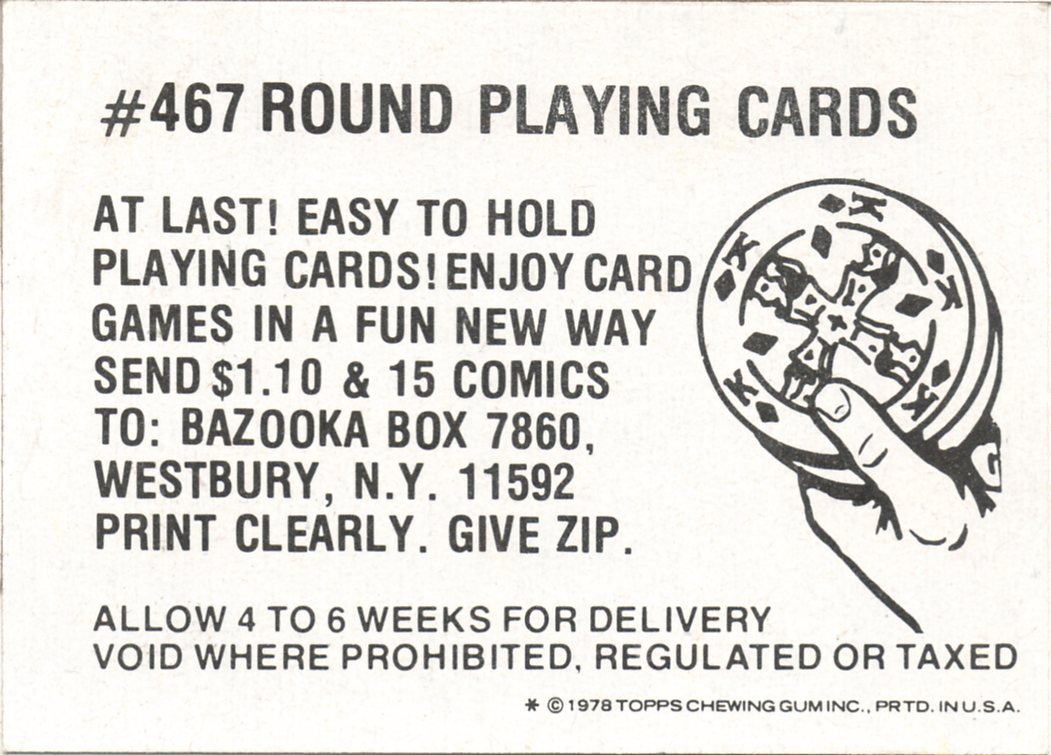 #467 ROUND PLAYING CARDS
AT LAST! EASY TO HOLD
PLAYING CARDS! ENJOY CARD
GAMES IN A FUN NEW WAY
SEND $1.10 & 15 COMICS
TO: BAZOOKA BOX 7860,
WESTBURY, N.Y. 11592
PRINT CLEARLY. GIVE ZIP.
K
K
K
K
K
K
ALLOW 4 TO 6 WEEKS FOR DELIVERY
VOID WHERE PROHIBITED, REGULATED OR TAXED
* © 1978 TOPPS CHEWING GUM INC., PRTD. IN U.S.A.